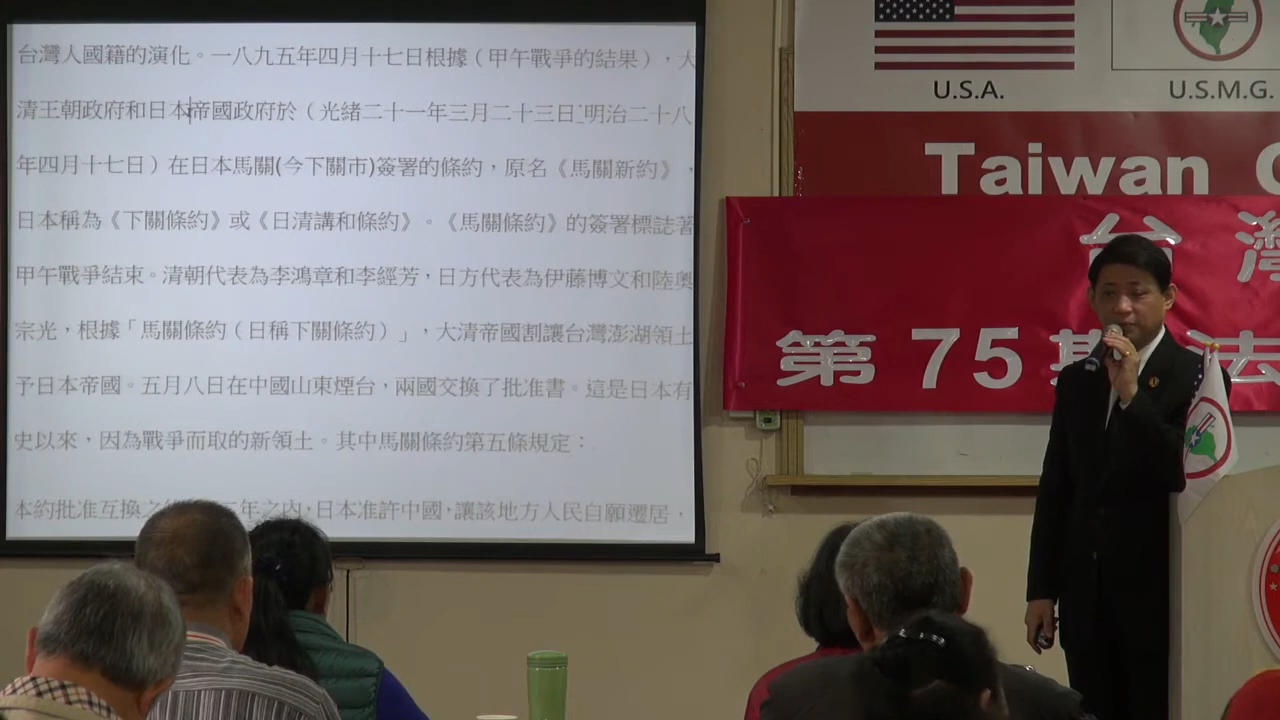 台灣人國籍的演化。一八九五年四月十七日根據（甲午戰爭的結果），大
清王朝政府和日本帝國政府於（光緒二十一年三月二十三日_明治二十八
年四月十七日）在日本馬關(今下關市)簽署的條約，原名《馬關新約》，
日本稱為《下關條約》或《日清講和條約》。《馬關條約》的簽署標誌著
甲午戰爭結束。清朝代表為李鴻章和李經芳，日方代表為伊藤博文和陸奧
宗光，根據「馬關條約（日稱下關條約）」，大清帝國割讓台灣澎湖領土
予日本帝國。五月八日在中國山東煙台，兩國交換了批准書。這是日本有
史以來，因為戰爭而取的新領土。其中馬關條約第五條規定：
本約批准互換之年之內，日本准許中國，讓該地方人民自願遷居，
U.S.A.
U.S.M.G.
Taiwan
台灣
第75期法